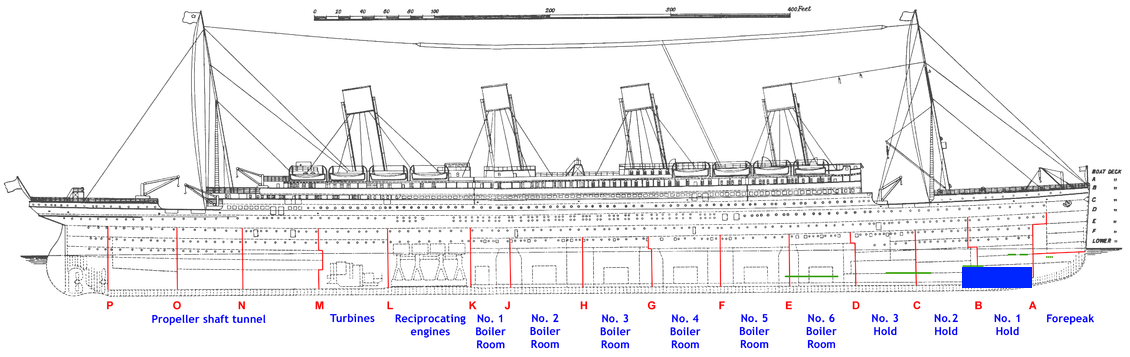 0 20 40 60 80 100 200 300 400 Feet
BOAT DECK
A "
B "
C "
D "
E "
F "
LOWER "
P O N M L K J H G F E D C B A
Propeller shaft tunnel
Turbines
Reciprocating
engines
No. 1
Boiler
Room
No. 2
Boiler
Room
No. 3
Boiler
Room
No. 4
Boiler
Room
No. 5
Boiler
Room
No. 6
Boiler
Room
No. 3
Hold
No.2
Hold
No. 1
Hold
Forepeak